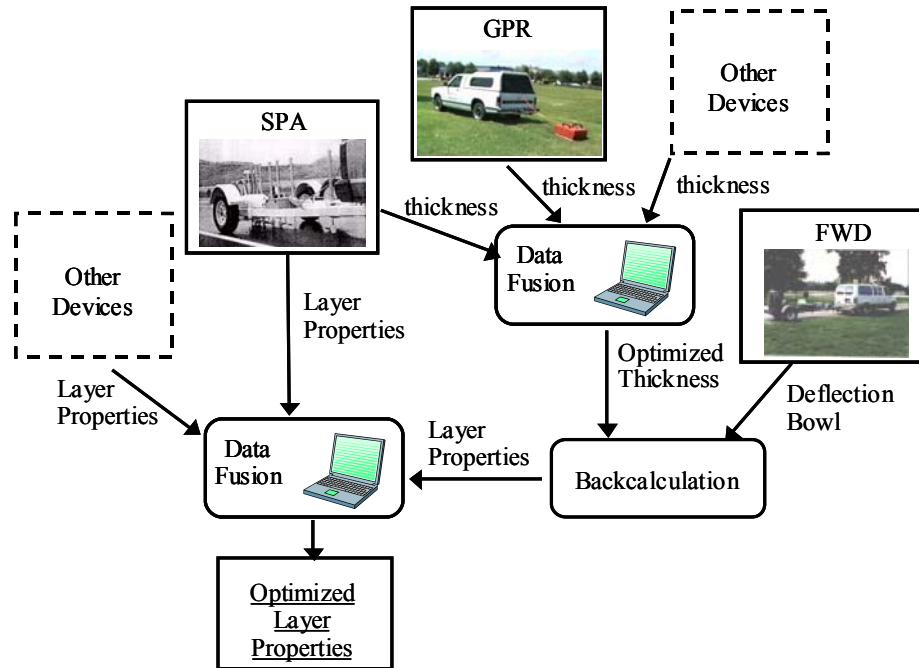 GPR
Other
Devices
SPA
thickness
thickness
thickness
FWD
Other
Devices
Data
Fusion
Layer
Properties
Optimized
Thickness
Layer
Properties
Deflection
Bowl
Data
Fusion
Layer
Properties
Backcalculation
Optimized
Layer
Properties